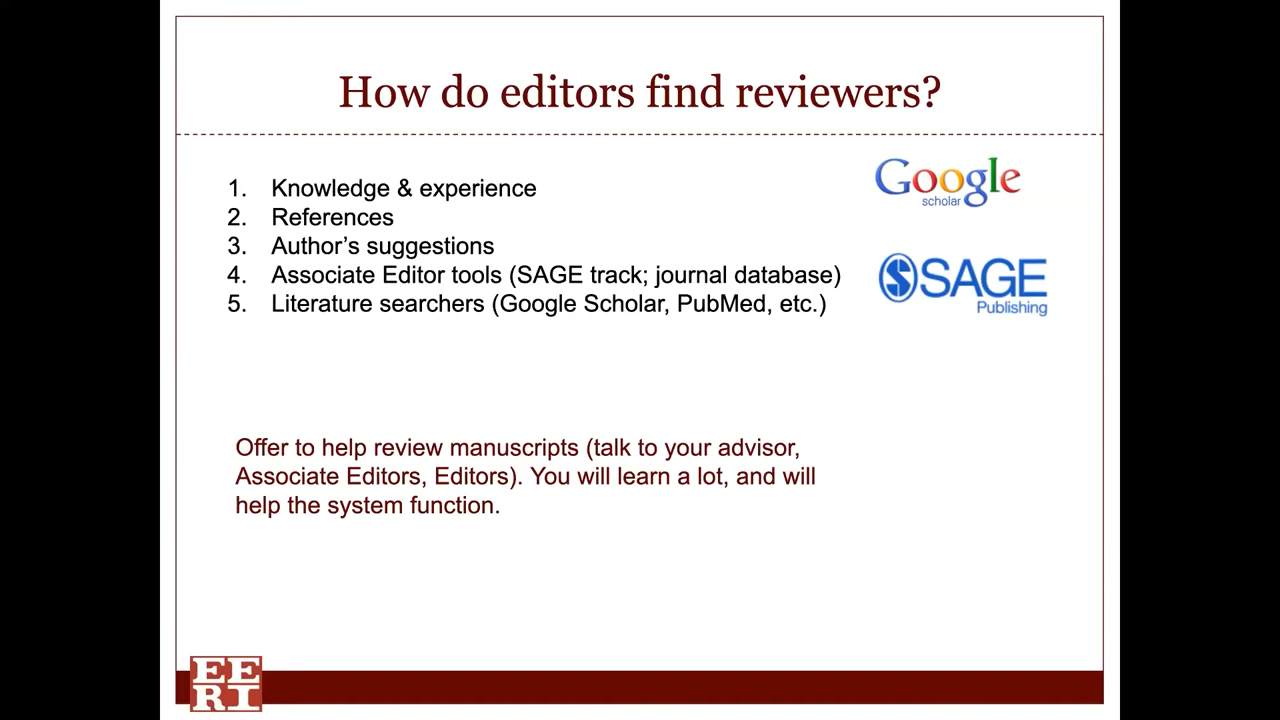 How do editors find reviewers?
1. Knowledge & experience
2. References
3. Author’s suggestions
4. Associate Editor tools (SAGE track; journal database)
5. Literature searchers (Google Scholar, PubMed, etc.)
Google
scholar
SAGE
Publishing
Offer to help review manuscripts (talk to your advisor,
Associate Editors, Editors). You will learn a lot, and will
help the system function.
EE
RI